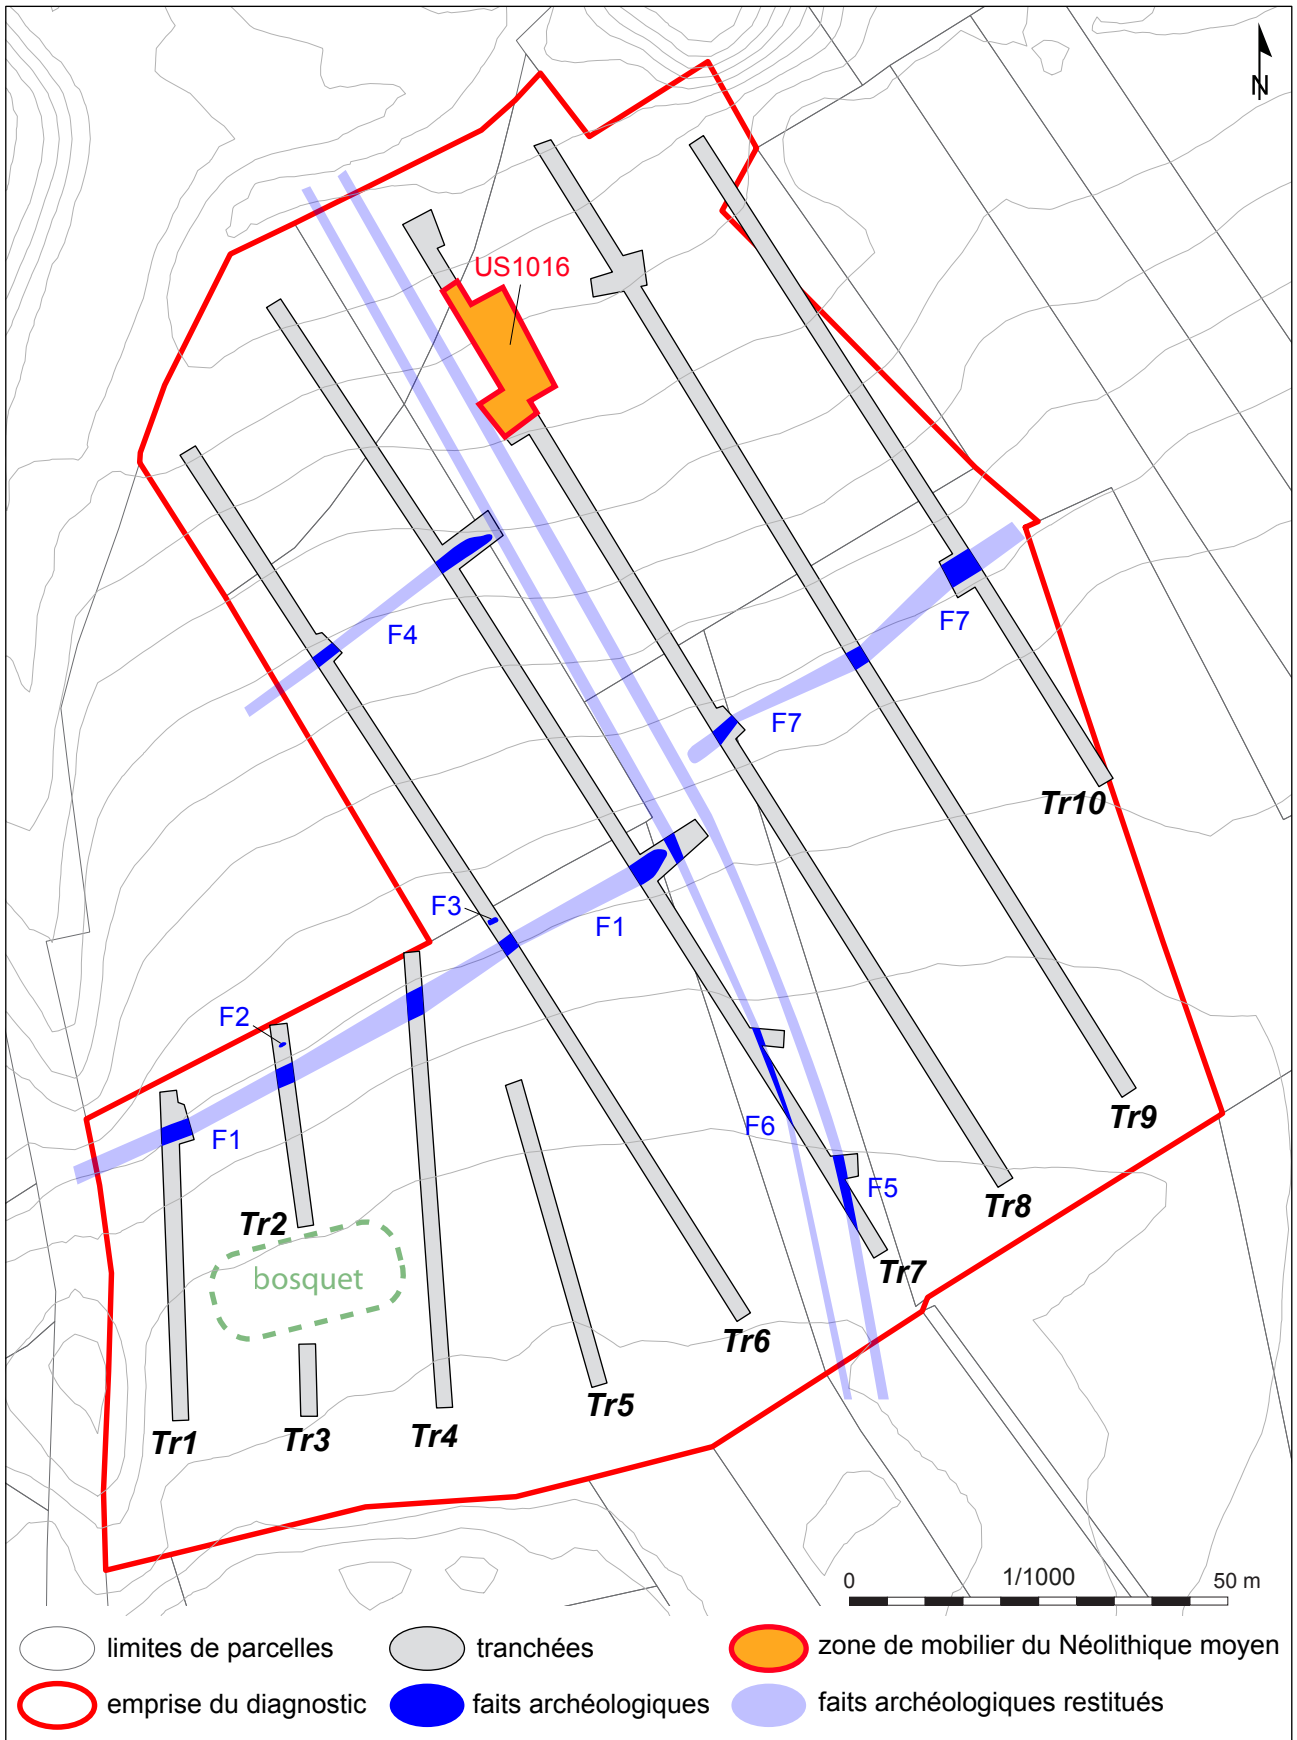 N
US1016
F4
F7
F7
Tr10
F3
F1
F2
F1
F6
Tr9
F5
Tr8
Tr2
bosquet
Tr7
Tr6
Tr5
Tr1
Tr3
Tr4
0 1/1000 50 m
limites de parcelles
tranchées
zone de mobilier du Néolithique moyen
emprise du diagnostic
faits archéologiques
faits archéologiques restitués